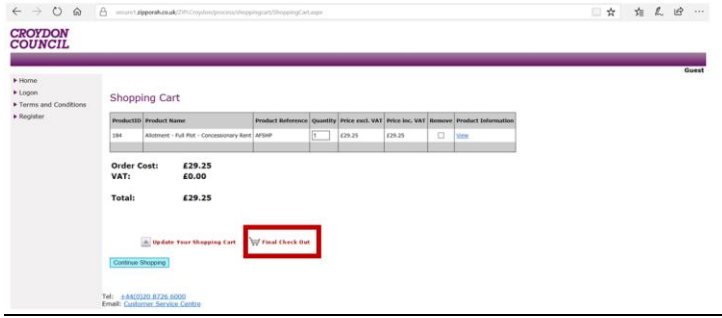 secure1.zipporah.co.uk/ZIP.Croydon/process/shoppingcart/ShoppingCart.aspx
CROYDON
COUNCIL
Guest
Home
Logon
Terms and Conditions
Register
Shopping Cart
ProductID Product Name Product Reference Quantity Price excl. VAT Price inc. VAT Remove Product Information
184 Allotment - Full Plot - Concessionary Rent AFSHP 1 £29.25 £29.25 View
Order Cost: £29.25
VAT: £0.00
Total: £29.25
Update Your Shopping Cart Final Check Out
Continue Shopping
Tel: +44(0)20 8726 6000
Email: Customer Service Centre